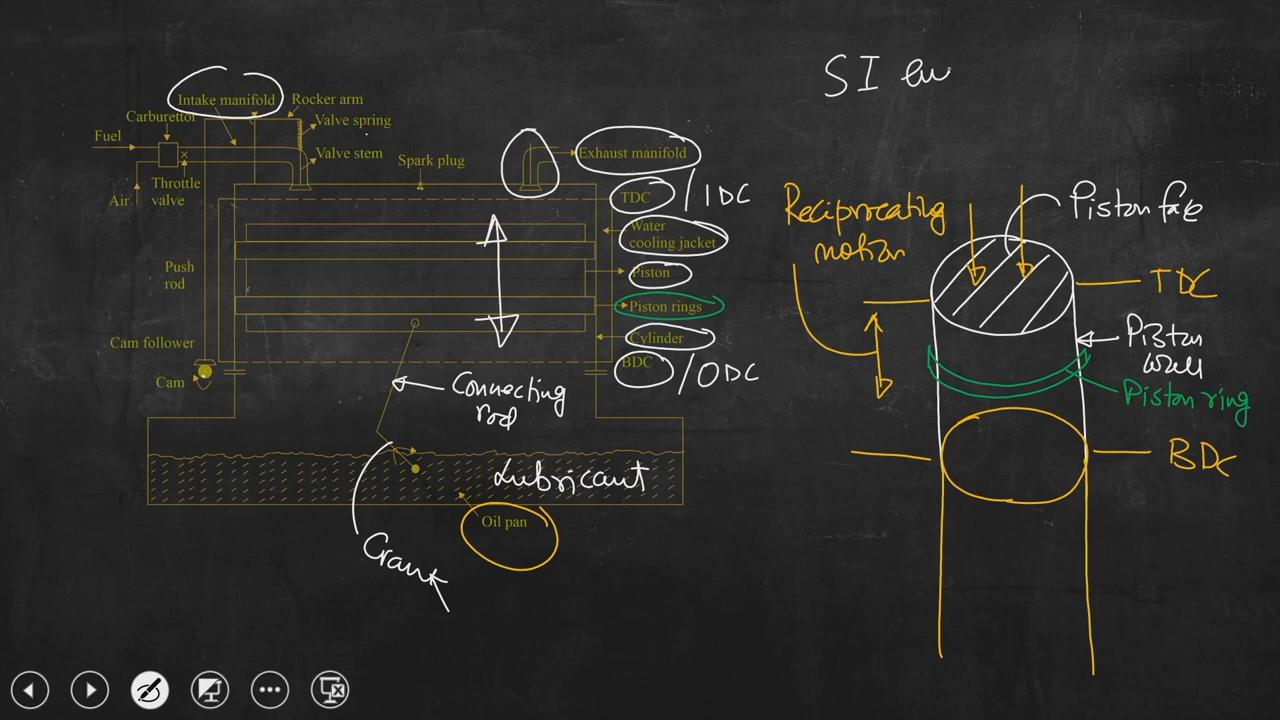 SI en
Intake manifold
Rocker arm
Carburettor
Valve spring
Fuel
Valve stem
Exhaust manifold
Spark plug
Throttle
valve
Air
TDC
/ IDC
Water
cooling jacket
Push
rod
Piston
Piston rings
Cylinder
Cam follower
BDC
/ ODC
Cam
Connecting
rod
Lubricant
Oil pan
Crank
Reciprocating
motion
Piston face
TDC
Piston
Wall
Piston ring
BDC